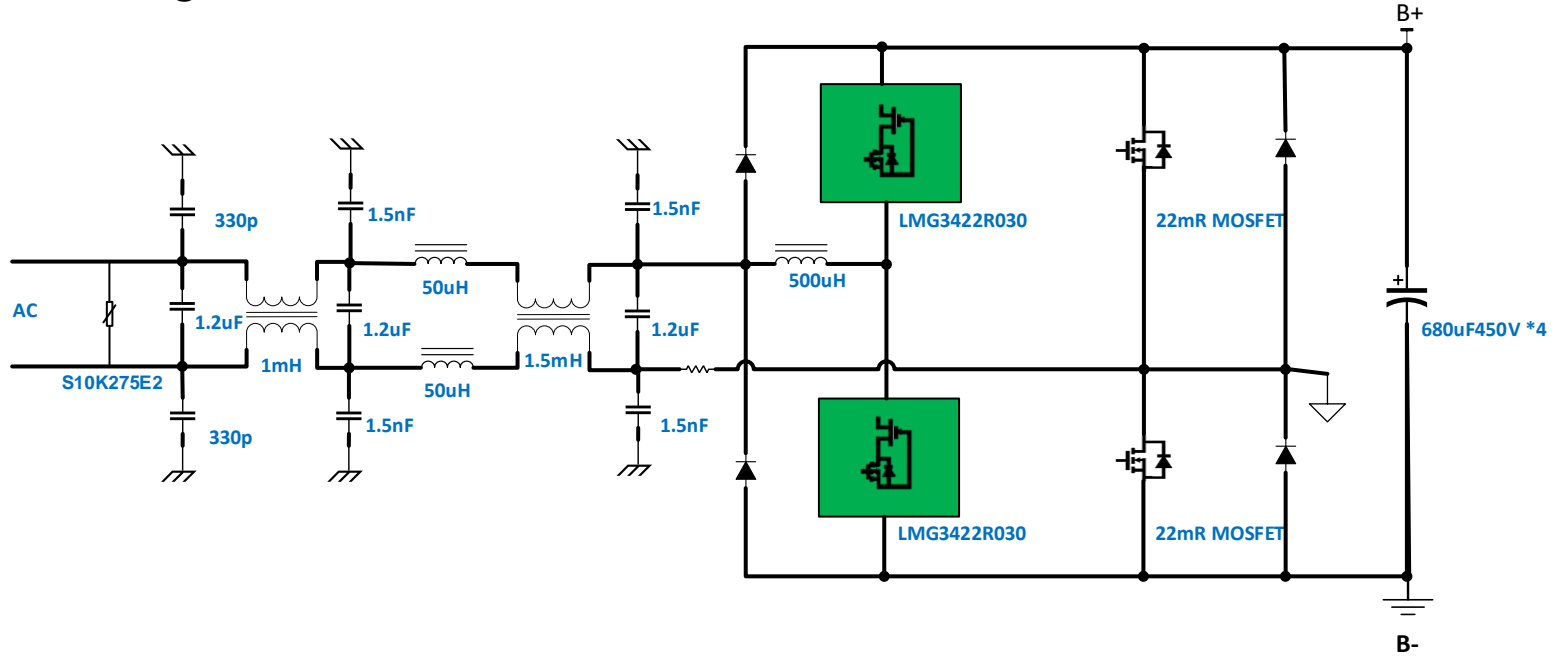 B+
330p
1.5nF
1.5nF
LMG3422R030
22mR MOSFET
50uH
500uH
AC
1.2uF
1.2uF
1.2uF
+
680uF450V *4
1mH
1.5mH
S10K275E2
50uH
330p
1.5nF
1.5nF
LMG3422R030
22mR MOSFET
B-